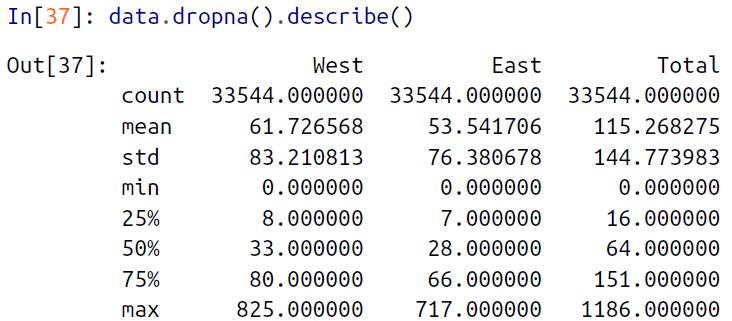 In[37]: data.dropna().describe()
Out[37]: West East Total
count 33544.000000 33544.000000 33544.000000
mean 61.726568 53.541706 115.268275
std 83.210813 76.380678 144.773983
min 0.000000 0.000000 0.000000
25% 8.000000 7.000000 16.000000
50% 33.000000 28.000000 64.000000
75% 80.000000 66.000000 151.000000
max 825.000000 717.000000 1186.000000